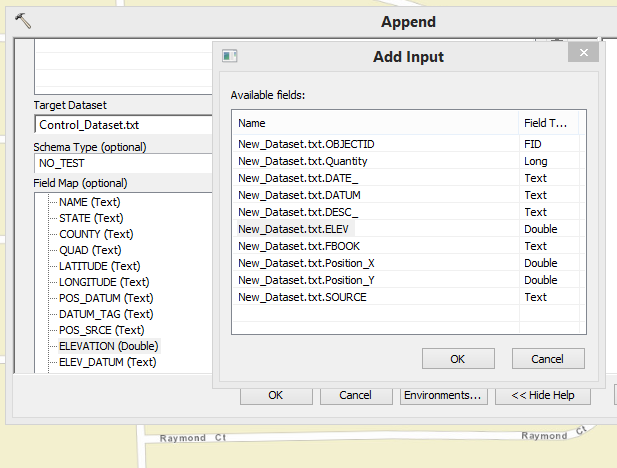 Append
Add Input
Target Dataset
Control_Dataset.txt
Schema Type (optional)
NO_TEST
Field Map (optional)
NAME (Text)
STATE (Text)
COUNTY (Text)
QUAD (Text)
LATITUDE (Text)
LONGITUDE (Text)
POS_DATUM (Text)
DATUM_TAG (Text)
POS_SRCE (Text)
ELEVATION (Double)
ELEV_DATUM (Text)
Available fields:
Name Field T...
New_Dataset.txt.OBJECTID FID
New_Dataset.txt.Quantity Long
New_Dataset.txt.DATE_ Text
New_Dataset.txt.DATUM Text
New_Dataset.txt.DESC_ Text
New_Dataset.txt.ELEV Double
New_Dataset.txt.FBOOK Text
New_Dataset.txt.Position_X Double
New_Dataset.txt.Position_Y Double
New_Dataset.txt.SOURCE Text
OK Cancel
OK Cancel Environments... << Hide Help
Raymond Ct Raymond Ct